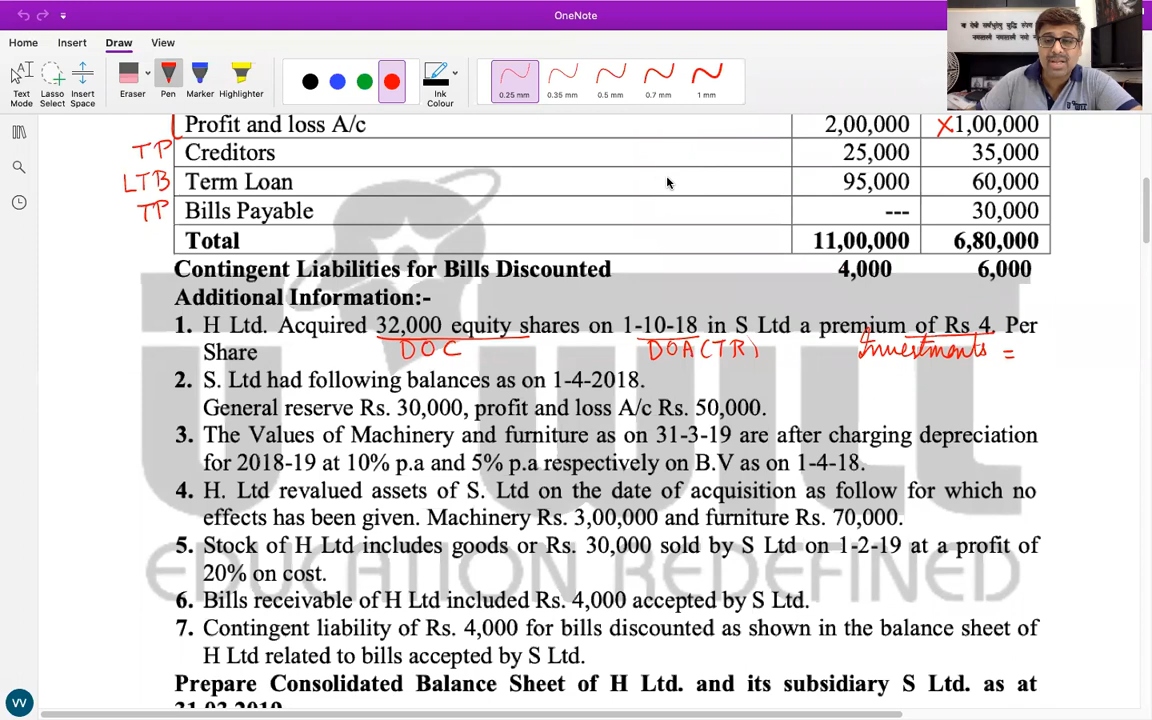 OneNote
Home Insert Draw View
Text Mode
Lasso Select
Insert Space
Eraser
Pen
Marker
Highlighter
Ink Colour
0.25 mm
0.35 mm
0.5 mm
0.7 mm
1 mm
Profit and loss A/c 2,00,000 X1,00,000
TP Creditors 25,000 35,000
LTB Term Loan 95,000 60,000
TP Bills Payable --- 30,000
Total 11,00,000 6,80,000
Contingent Liabilities for Bills Discounted 4,000 6,000
Additional Information:-
1. H Ltd. Acquired 32,000 equity shares on 1-10-18 in S Ltd a premium of Rs 4. Per
Share DOC DOA(TR) Investments =
2. S. Ltd had following balances as on 1-4-2018.
General reserve Rs. 30,000, profit and loss A/c Rs. 50,000.
3. The Values of Machinery and furniture as on 31-3-19 are after charging depreciation
for 2018-19 at 10% p.a and 5% p.a respectively on B.V as on 1-4-18.
4. H. Ltd revalued assets of S. Ltd on the date of acquisition as follow for which no
effects has been given. Machinery Rs. 3,00,000 and furniture Rs. 70,000.
5. Stock of H Ltd includes goods or Rs. 30,000 sold by S Ltd on 1-2-19 at a profit of
20% on cost.
6. Bills receivable of H Ltd included Rs. 4,000 accepted by S Ltd.
7. Contingent liability of Rs. 4,000 for bills discounted as shown in the balance sheet of
H Ltd related to bills accepted by S Ltd.
Prepare Consolidated Balance Sheet of H Ltd. and its subsidiary S Ltd. as at
31.03.2019
U WILL
EDUCATION REDEFINED
VV